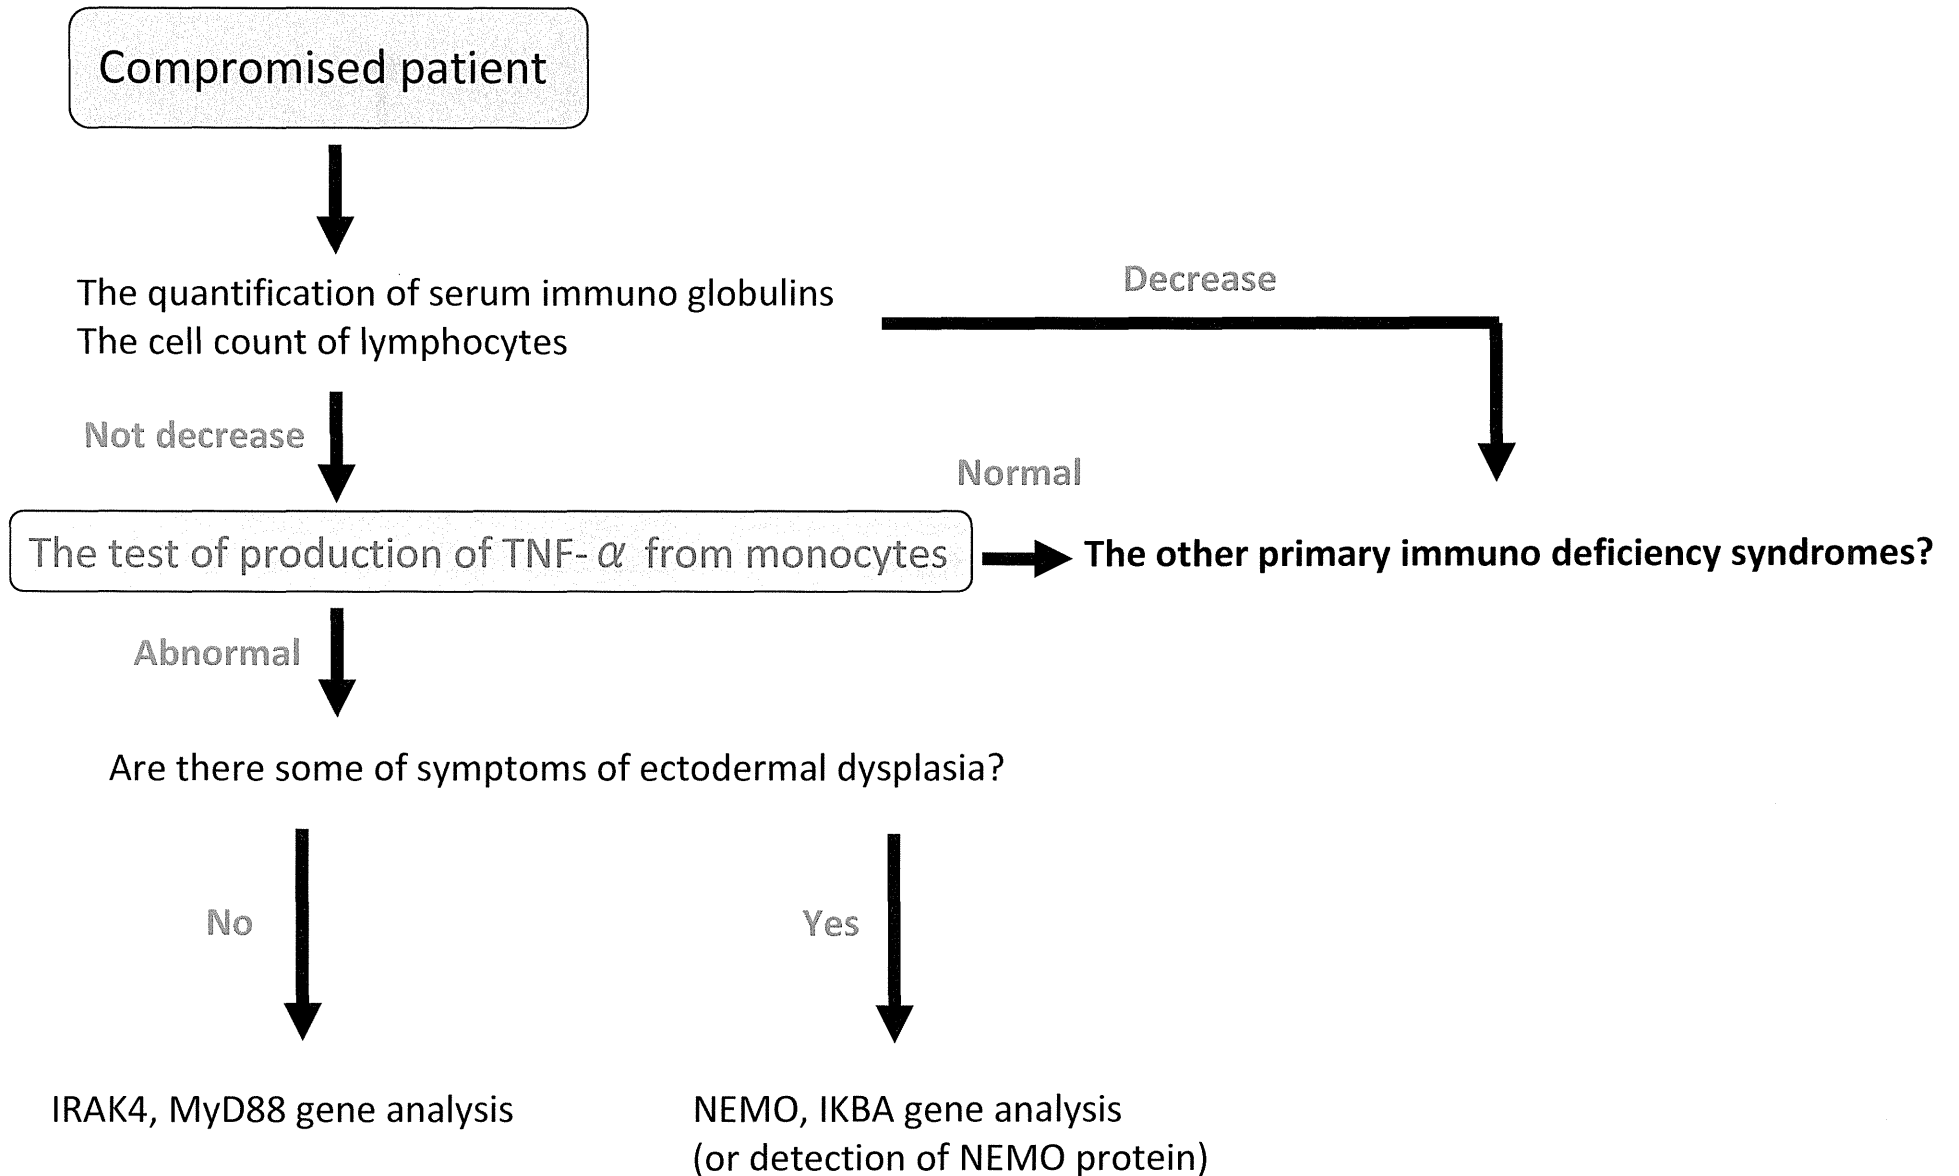 Compromised patient
The quantification of serum immuno globulins
The cell count of lymphocytes
Decrease
Not decrease
Normal
The test of production of TNF-α from monocytes
The other primary immuno deficiency syndromes?
Abnormal
Are there some of symptoms of ectodermal dysplasia?
No
Yes
IRAK4, MyD88 gene analysis
NEMO, IKBA gene analysis
(or detection of NEMO protein)